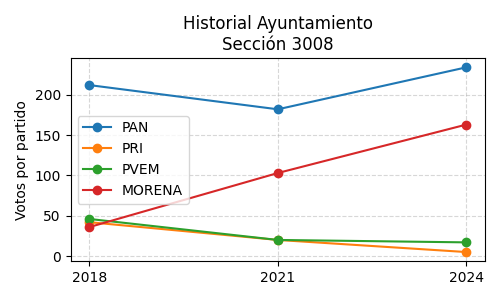 Historial Ayuntamiento
Sección 3008
Votos por partido
200
150
100
50
0
PAN
PRI
PVEM
MORENA
2018
2021
2024